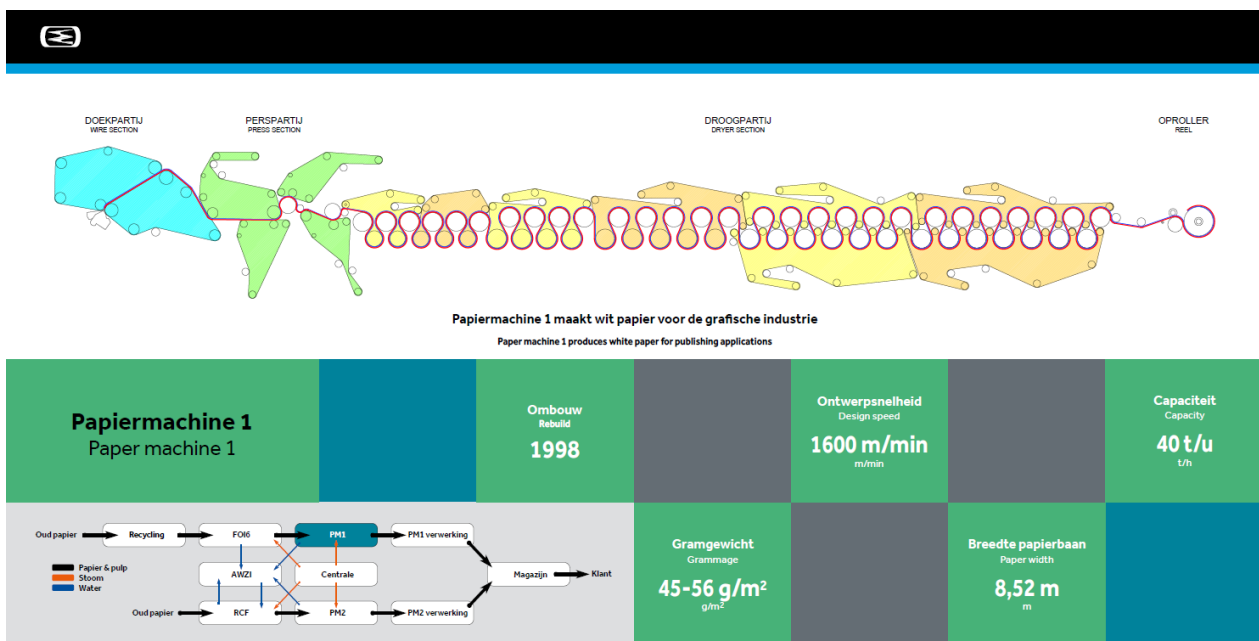 DOEKPARTIJ
WIRE SECTION
PERSPARTIJ
PRESS SECTION
DROOGPARTIJ
DRYER SECTION
OPROLLER
REEL
Papiermachine 1 maakt wit papier voor de grafische industrie
Paper machine 1 produces white paper for publishing applications
Papiermachine 1
Paper machine 1
Ombouw
Rebuild
1998
Ontwerpsnelheid
Design speed
1600 m/min
m/min
Capaciteit
Capacity
40 t/u
t/h
Oud papier
Recycling
FOI6
PM1
PM1 verwerking
Papier & pulp
Stoom
Water
AWZI
Centrale
Magazijn
Klant
Oud papier
RCF
PM2
PM2 verwerking
Gramgewicht
Grammage
45-56 g/m²
g/m²
Breedte papierbaan
Paper width
8,52 m
m